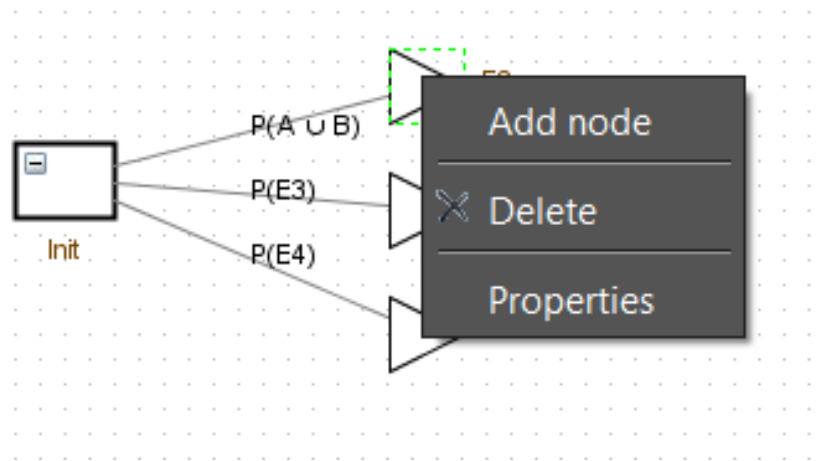 P(A ∪ B)
Add node
P(E3)
Delete
Init
P(E4)
Properties